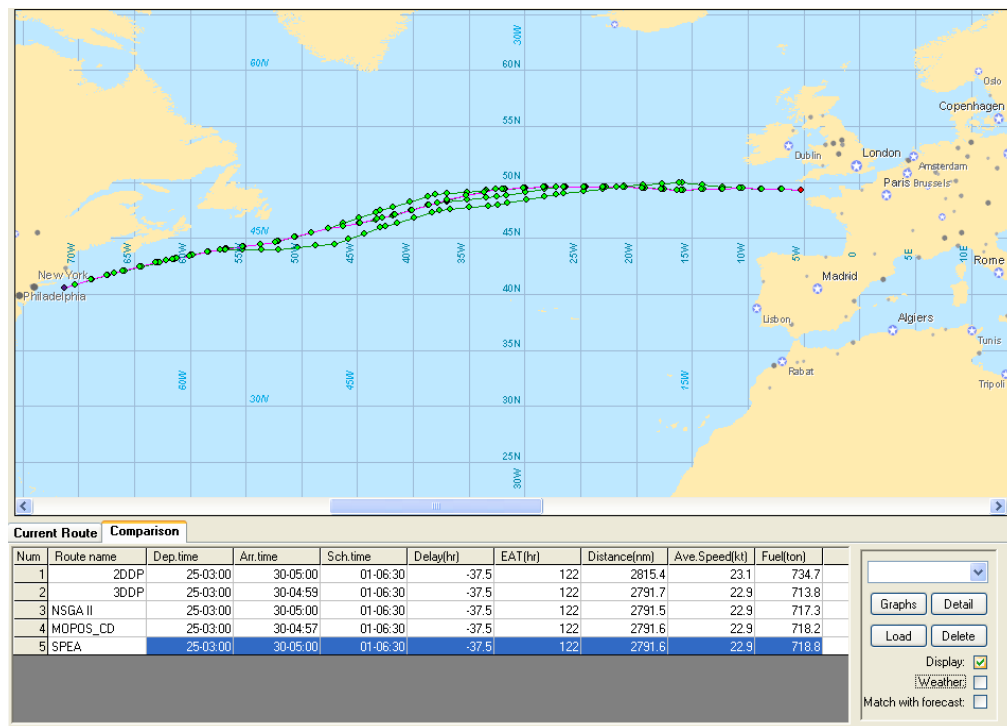 30W
60N
60N
Oslo
Copenhagen
55N
55N
Dublin
London
Amsterdam
50N
50N
Paris
Brussels
45N
45N
70W
65W
60W
55W
50W
45W
40W
35W
30W
25W
20W
15W
10W
5W
0
5E
10E
Rome
New York
Philadelphia
Madrid
40N
40N
Lisbon
Algiers
Tunis
35N
35N
60W
45W
15W
Rabat
Tripoli
30N
30N
25N
25N
30W
Current Route Comparison
Num Route name Dep.time Arr.time Sch.time Delay(hr) EAT(hr) Distance(nm) Ave.Speed(kt) Fuel(ton)
1 2DDP 25-03:00 30-05:00 01-06:30 -37.5 122 2815.4 23.1 734.7
2 3DDP 25-03:00 30-04:59 01-06:30 -37.5 122 2791.7 22.9 713.8
3 NSGA II 25-03:00 30-05:00 01-06:30 -37.5 122 2791.5 22.9 717.3
4 MOPOS_CD 25-03:00 30-04:57 01-06:30 -37.5 122 2791.6 22.9 718.2
5 SPEA 25-03:00 30-05:00 01-06:30 -37.5 122 2791.6 22.9 718.8
Graphs Detail
Load Delete
Display:
Weather:
Match with forecast: